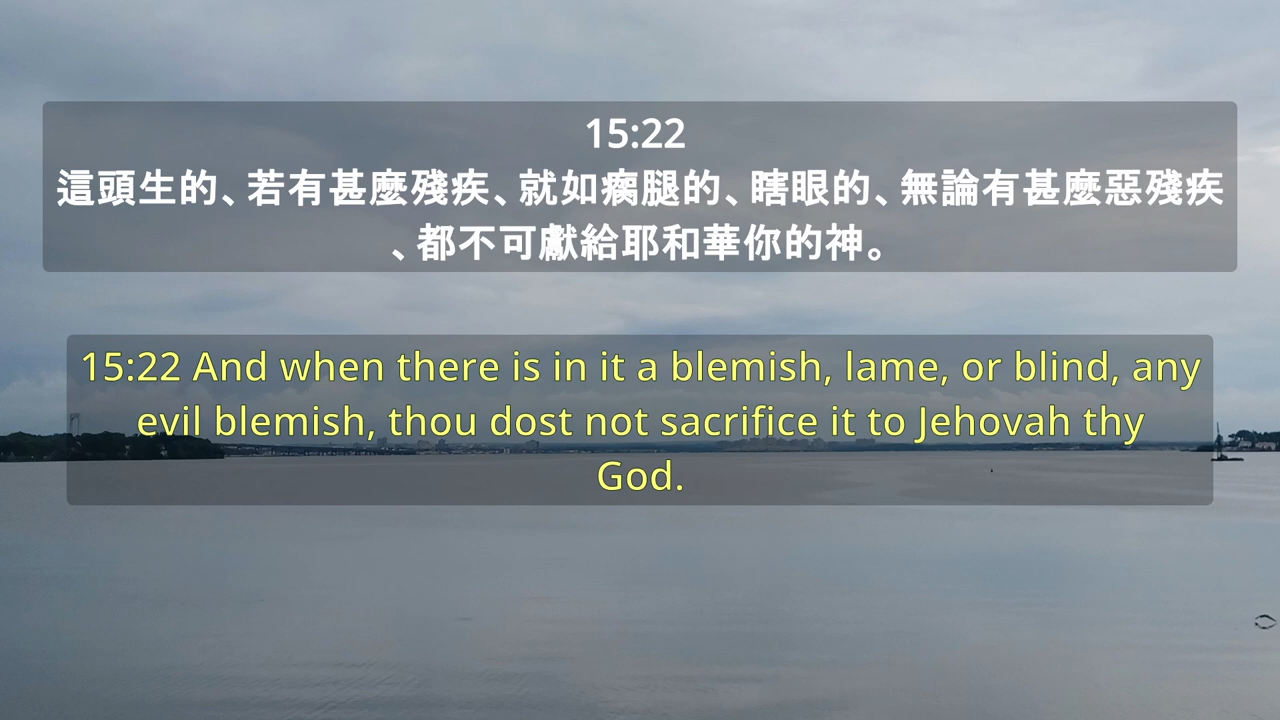 15:22
這頭生的、若有甚麼殘疾、就如瘸腿的、瞎眼的、無論有甚麼惡殘疾
、都不可獻給耶和華你的神。
15:22 And when there is in it a blemish, lame, or blind, any
evil blemish, thou dost not sacrifice it to Jehovah thy
God.